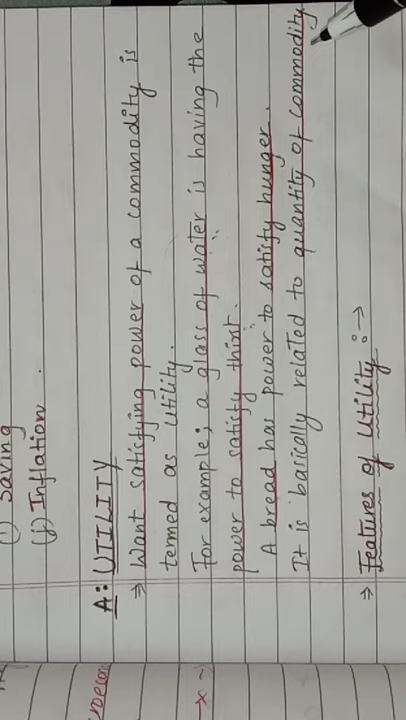 (i) Saving
(j) Inflation.
A: UTILITY
⇒ Want satisfying power of a commodity is
termed as utility.
For example; a glass of water is having the
power to satisfy thirst.
A bread has power to satisfy hunger.
It is basically related to quantity of commodity.
⇒ Features of Utility :→